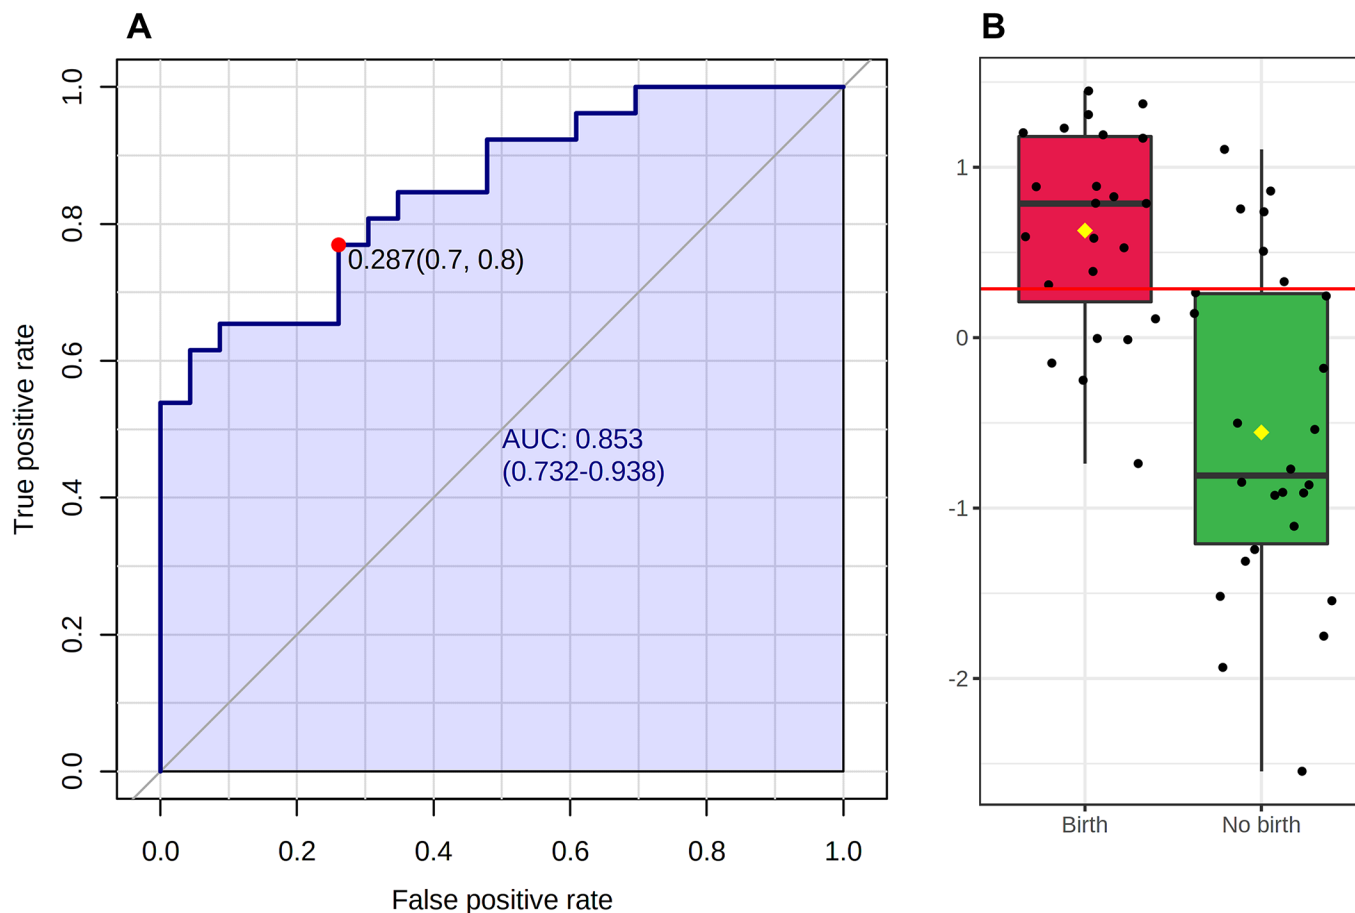 A
1.0
0.8
0.6
0.4
0.2
0.0
True positive rate
0.287(0.7, 0.8)
AUC: 0.853
(0.732-0.938)
0.0 0.2 0.4 0.6 0.8 1.0
False positive rate
B
1
0
-1
-2
Birth No birth